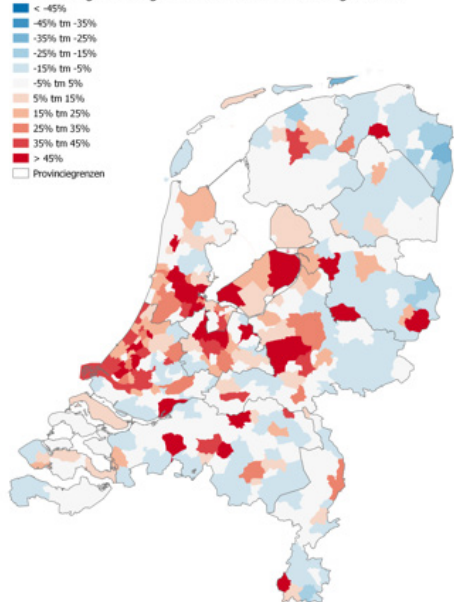 < -45%
-45% tm -35%
-35% tm -25%
-25% tm -15%
-15% tm -5%
-5% tm 5%
5% tm 15%
15% tm 25%
25% tm 35%
35% tm 45%
> 45%
Provinciegrenzen